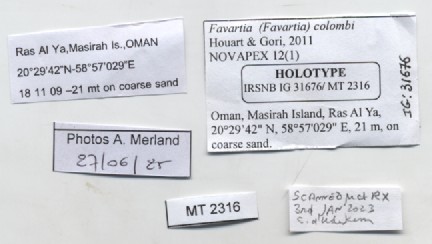 Ras Al Ya,Masirah Is.,OMAN
20°29'42"N-58°57'029"E
18 11 09 –21 mt on coarse sand
Favartia (Favartia) colombi
Houart & Gori, 2011
NOVAPEX 12(1)
HOLOTYPE
IRSNB IG 31676/ MT 2316
Oman, Masirah Island, Ras Al Ya,
20°29'42" N, 58°57'029" E, 21 m, on
coarse sand.
IG: 31676
Photos A. Merland
27/06/
MT 2316
SCANNED
3rd JAN 2023